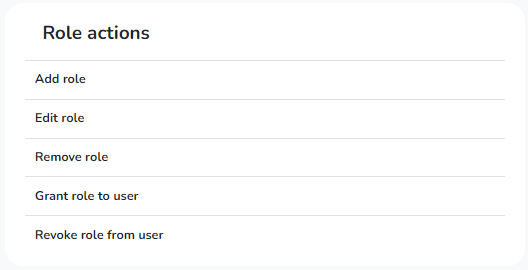 Role actions
Add role
Edit role
Remove role
Grant role to user
Revoke role from user